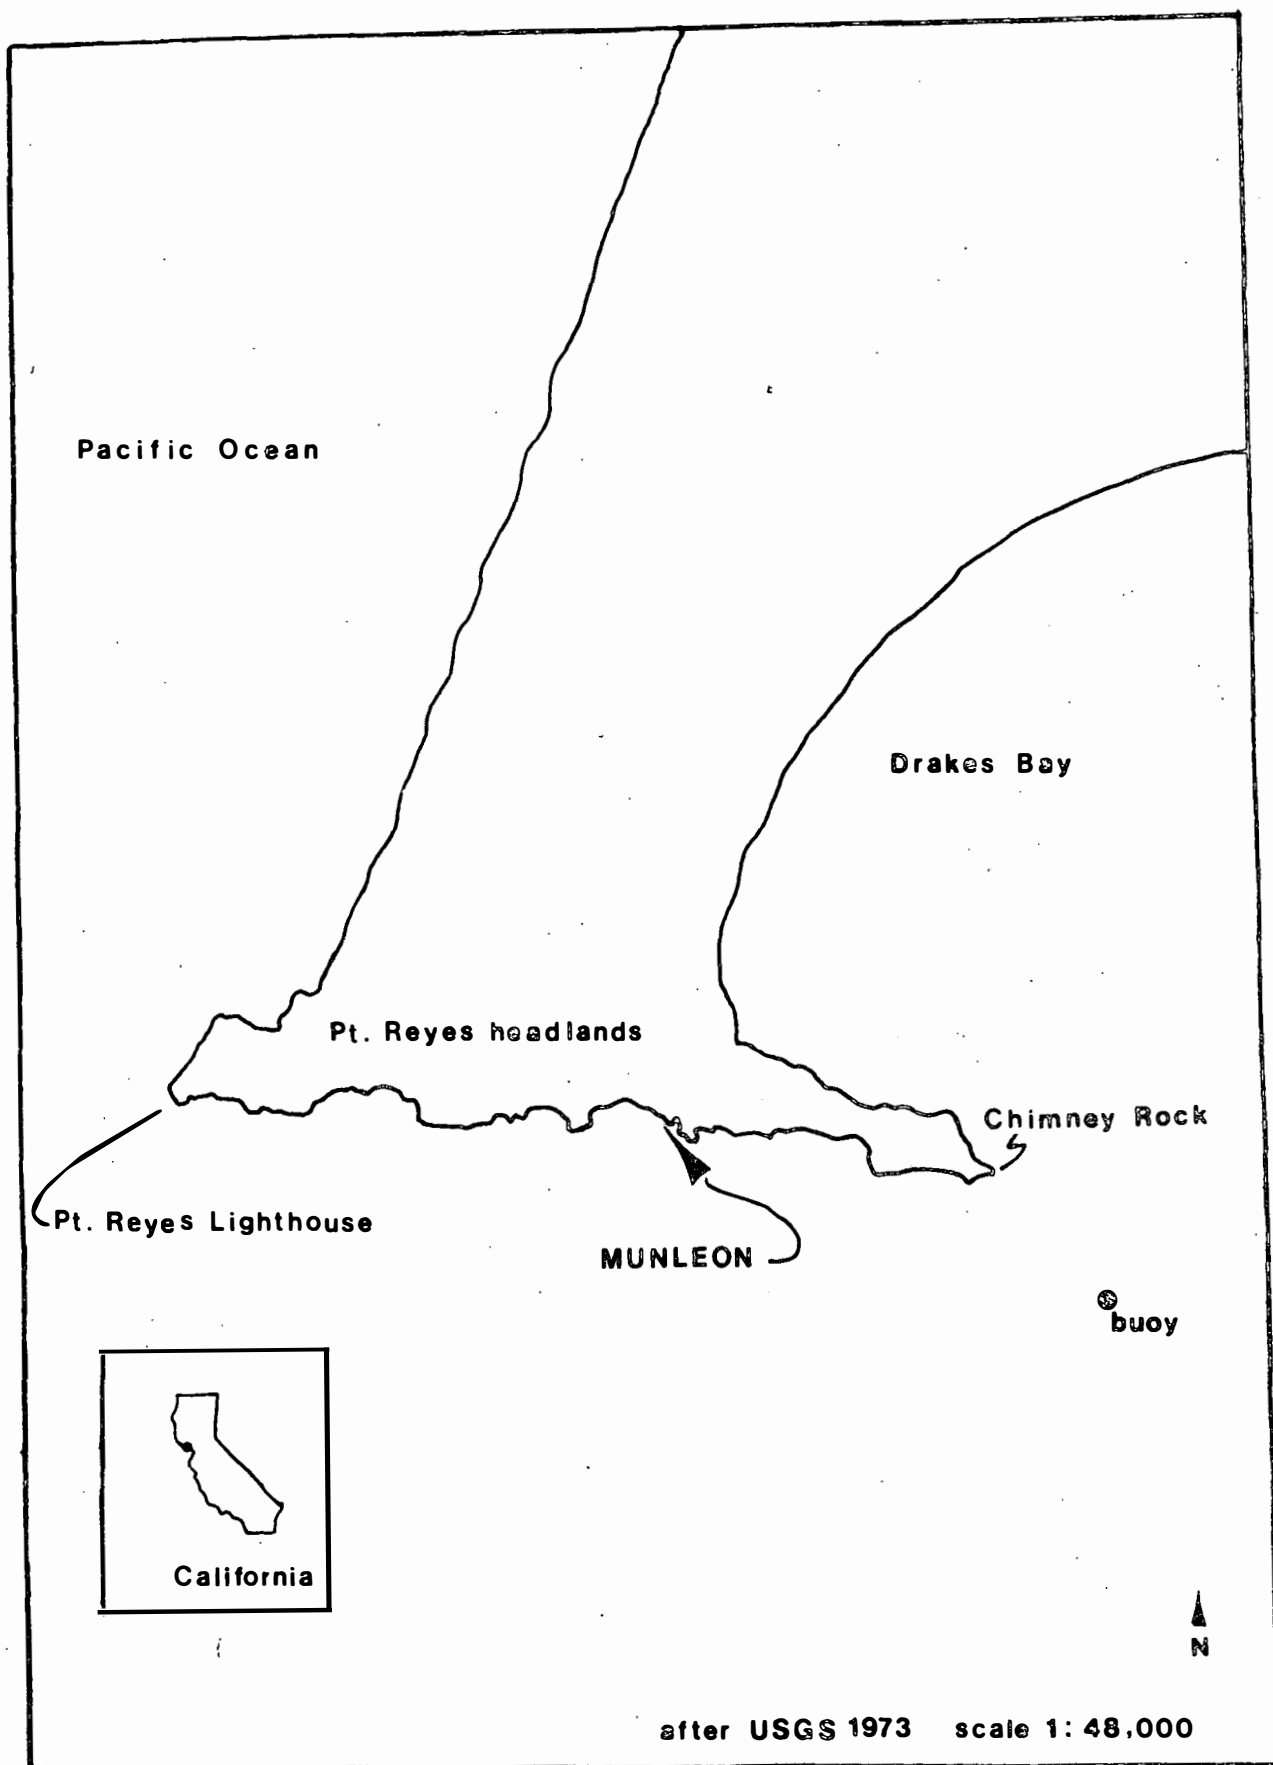 Pacific Ocean
Drakes Bay
Pt. Reyes headlands
Chimney Rock
Pt. Reyes Lighthouse
MUNLEON
buoy
California
N
after USGS 1973 scale 1:48,000